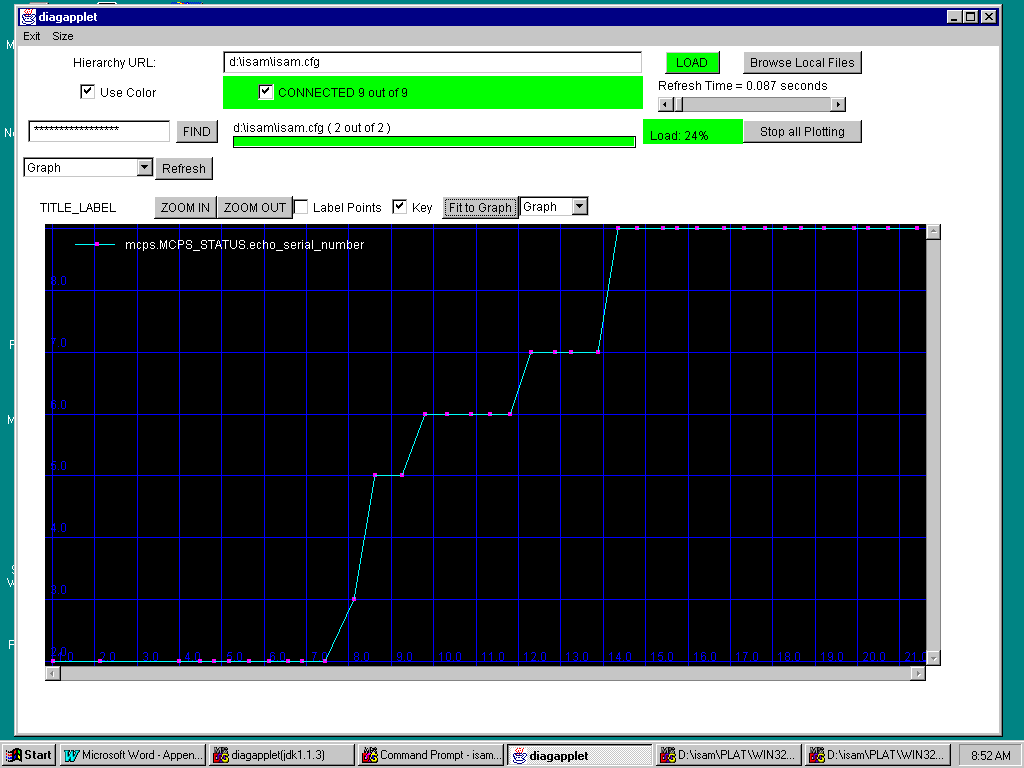 diagapplet
Exit Size
Hierarchy URL: d:\isam\isam.cfg LOAD Browse Local Files
Use Color CONNECTED 9 out of 9 Refresh Time = 0.087 seconds
***************** FIND d:\isam\isam.cfg ( 2 out of 2 ) Load: 24% Stop all Plotting
Graph Refresh
TITLE_LABEL ZOOM IN ZOOM OUT Label Points Key Fit to Graph Graph
mcps.MCPS_STATUS.echo_serial_number
8.0
7.0
6.0
5.0
4.0
3.0
1.0 2.0 3.0 4.0 5.0 6.0 7.0 8.0 9.0 10.0 11.0 12.0 13.0 14.0 15.0 16.0 17.0 18.0 19.0 20.0 21.0
Start Microsoft Word - Appen... diagapplet(jdk1.1.3) Command Prompt - isam... diagapplet D:\isam\PLAT\WIN32... D:\isam\PLAT\WIN32... 8:52 AM